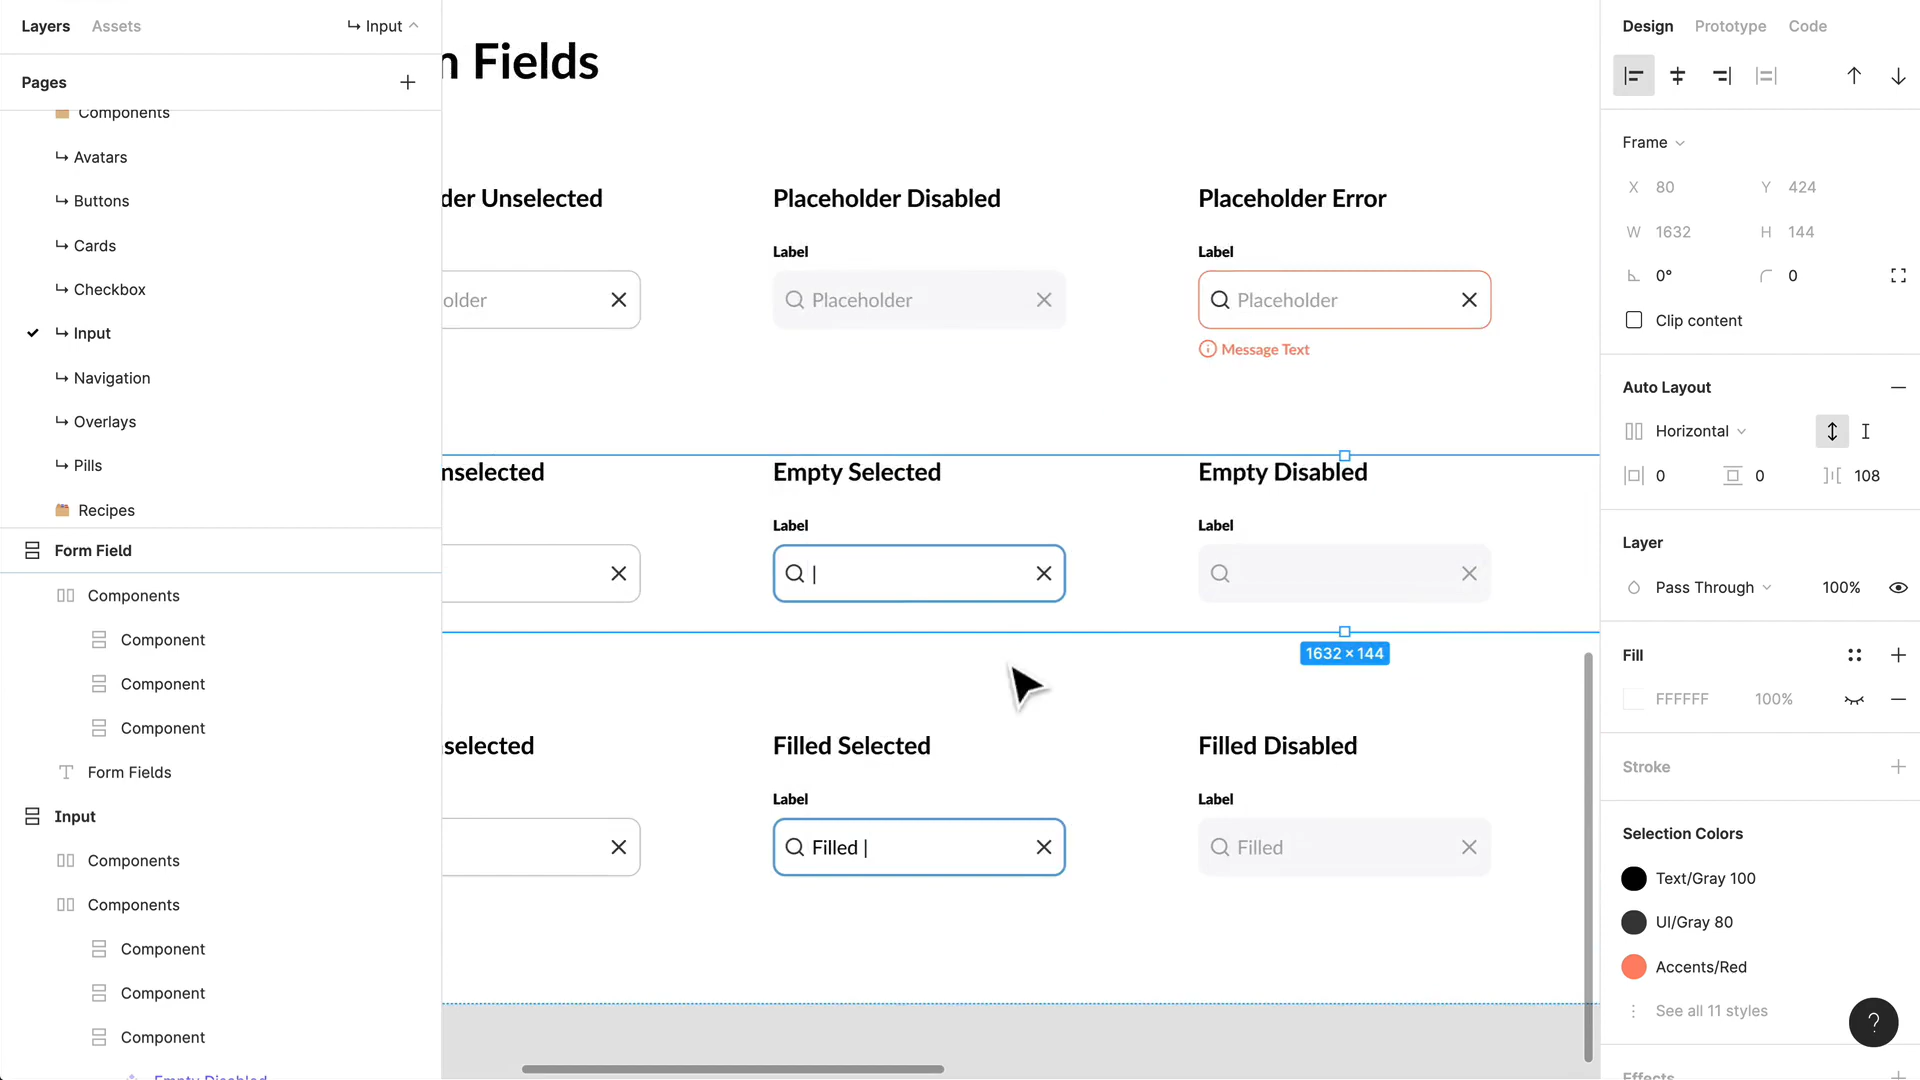 Layers Assets Input
Pages
Components
Avatars
Buttons
Cards
Checkbox
Input
Navigation
Overlays
Pills
Recipes
Form Field
Components
Component
Component
Component
Form Fields
Input
Components
Components
Component
Component
Component
Empty Disabled
n Fields
der Unselected
older
Placeholder Disabled
Label
Placeholder
Placeholder Error
Label
Placeholder
Message Text
nselected
Empty Selected
Label
|
Empty Disabled
Label
1632 × 144
selected
Filled Selected
Label
Filled |
Filled Disabled
Label
Filled
Design Prototype Code
Frame
X 80 Y 424
W 1632 H 144
0° 0
Clip content
Auto Layout
Horizontal
0 0 108
Layer
Pass Through 100%
Fill
FFFFFF 100%
Stroke
Selection Colors
Text/Gray 100
UI/Gray 80
Accents/Red
See all 11 styles
?
Effects